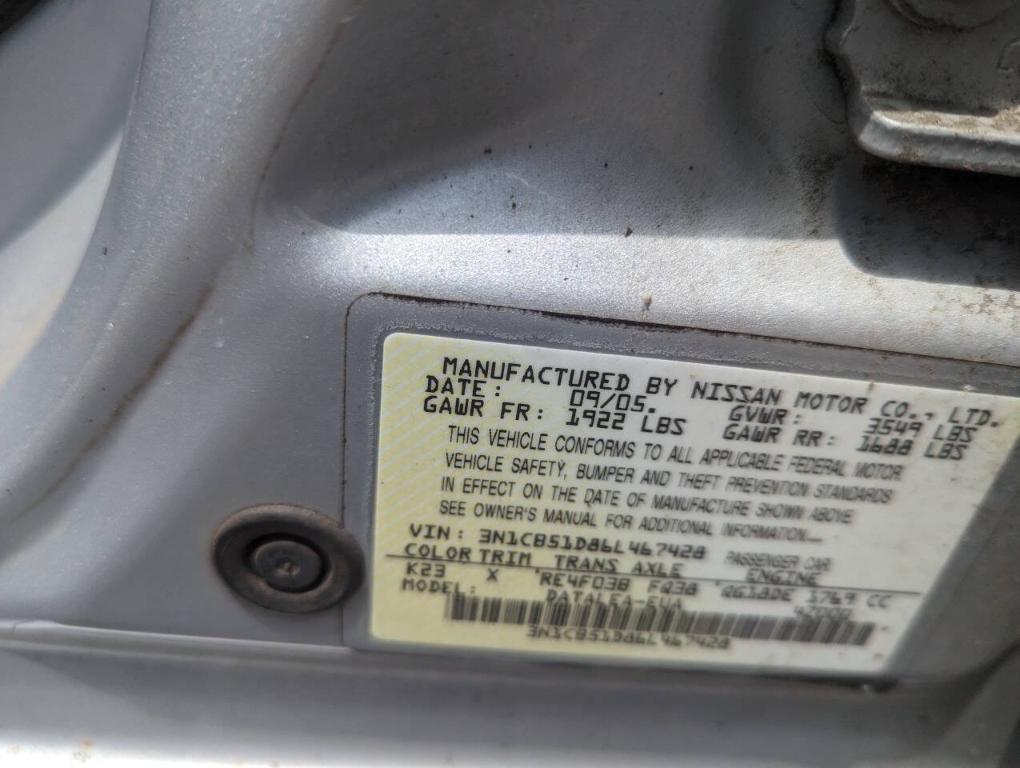 MANUFACTURED BY NISSAN MOTOR CO., LTD.
DATE: 09/05. GVWR: 3549 LBS
GAWR FR: 1922 LBS GAWR RR: 1688 LBS
THIS VEHICLE CONFORMS TO ALL APPLICABLE FEDERAL MOTOR
VEHICLE SAFETY, BUMPER AND THEFT PREVENTION STANDARDS
IN EFFECT ON THE DATE OF MANUFACTURE SHOWN ABOVE
SEE OWNER'S MANUAL FOR ADDITIONAL INFORMATION
VIN: 3N1CB51D86L467428 PASSENGER CAR
COLOR TRIM TRANS AXLE ENGINE
K23 X RE4F03B FQ38 QG18DE 1769 CC
MODEL:
3N1CB51D86L467428